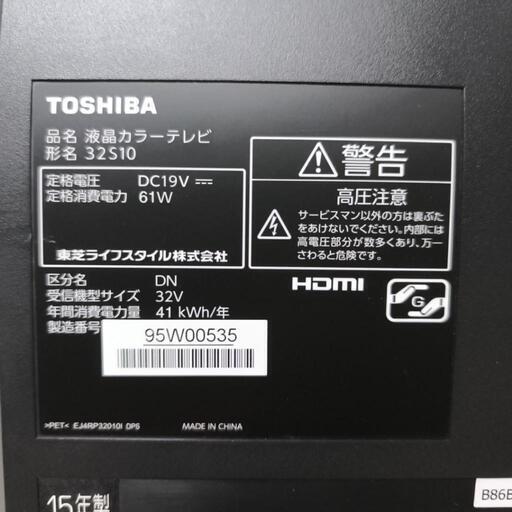 TOSHIBA
品名 液晶カラーテレビ
形名 32S10
定格電圧 DC19V
定格消費電力 61W
東芝ライフスタイル株式会社
警告
高圧注意
サービスマン以外の方は裏ぶた
をあけないでください。内部には
高電圧部分が数多くあり、万一
さわると危険です。
区分名 DN
受信機型サイズ 32V
年間消費電力量 41 kWh/年
製造番号
95W00535
HDMI
G
>PET< EJ4RP32010I DP5
MADE IN CHINA
15年製